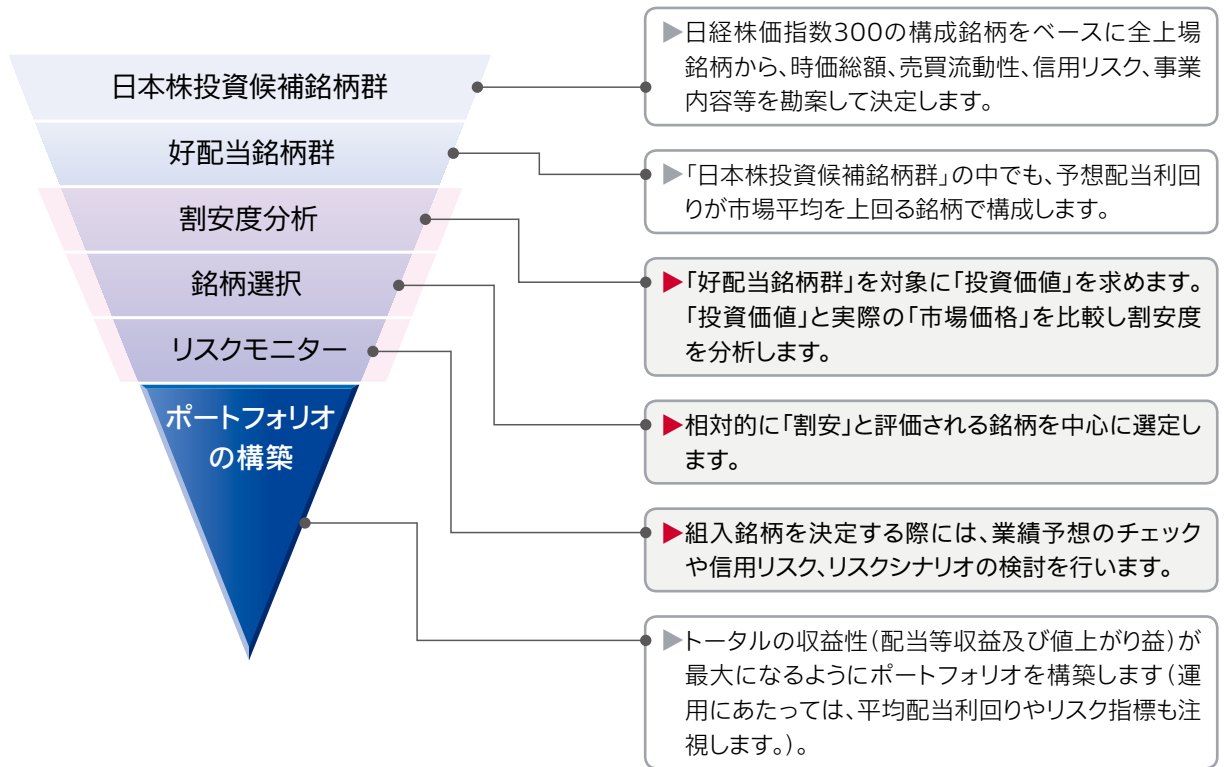 日本株投資候補銘柄群
▶日経株価指数300の構成銘柄をベースに全上場
銘柄から、時価総額、売買流動性、信用リスク、事業
内容等を勘案して決定します。
好配当銘柄群
▶「日本株投資候補銘柄群」の中でも、予想配当利回
りが市場平均を上回る銘柄で構成します。
割安度分析
▶「好配当銘柄群」を対象に「投資価値」を求めます。
「投資価値」と実際の「市場価格」を比較し割安度
を分析します。
銘柄選択
▶相対的に「割安」と評価される銘柄を中心に選定し
ます。
リスクモニター
▶組入銘柄を決定する際には、業績予想のチェック
や信用リスク、リスクシナリオの検討を行います。
ポートフォリオ
の構築
▶トータルの収益性(配当等収益及び値上がり益)が
最大になるようにポートフォリオを構築します(運
用にあたっては、平均配当利回りやリスク指標も注
視します。)。